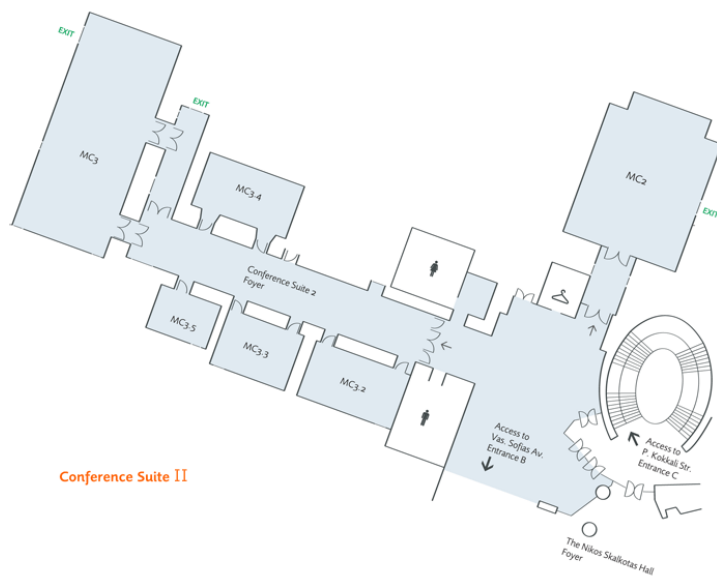 EXIT
EXIT
MC3
MC3.4
MC2
EXIT
Conference Suite 2
Foyer
MC3.5
MC3.3
MC3.2
Access to
Vas. Sofias Av.
Entrance B
Access to
P. Kokkali Str.
Entrance C
Conference Suite II
The Nikos Skalkotas Hall
Foyer